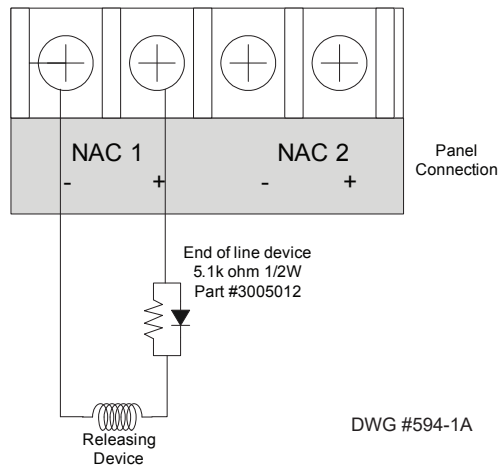 NAC 1
NAC 2
- +
- +
Panel
Connection
End of line device
5.1k ohm 1/2W
Part #3005012
Releasing
Device
DWG #594-1A